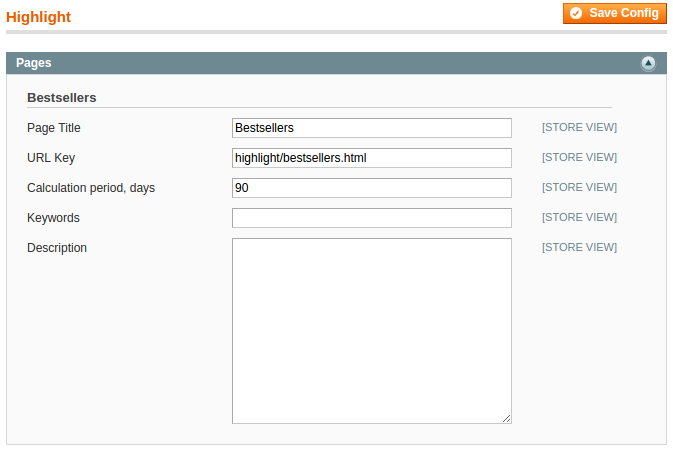 Highlight
Save Config
Pages
Bestsellers
Page Title Bestsellers [STORE VIEW]
URL Key highlight/bestsellers.html [STORE VIEW]
Calculation period, days 90 [STORE VIEW]
Keywords [STORE VIEW]
Description [STORE VIEW]